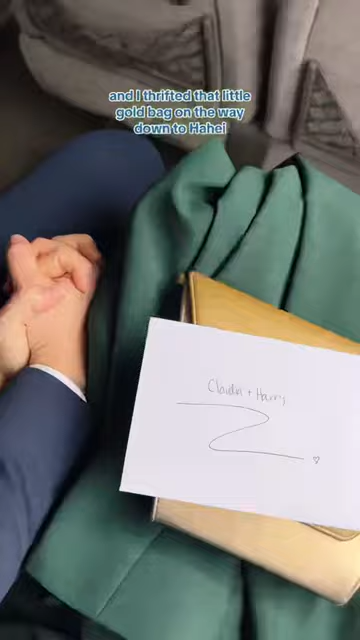 and I thrifted that little
gold bag on the way
down to Hahei
Claudia + Harry